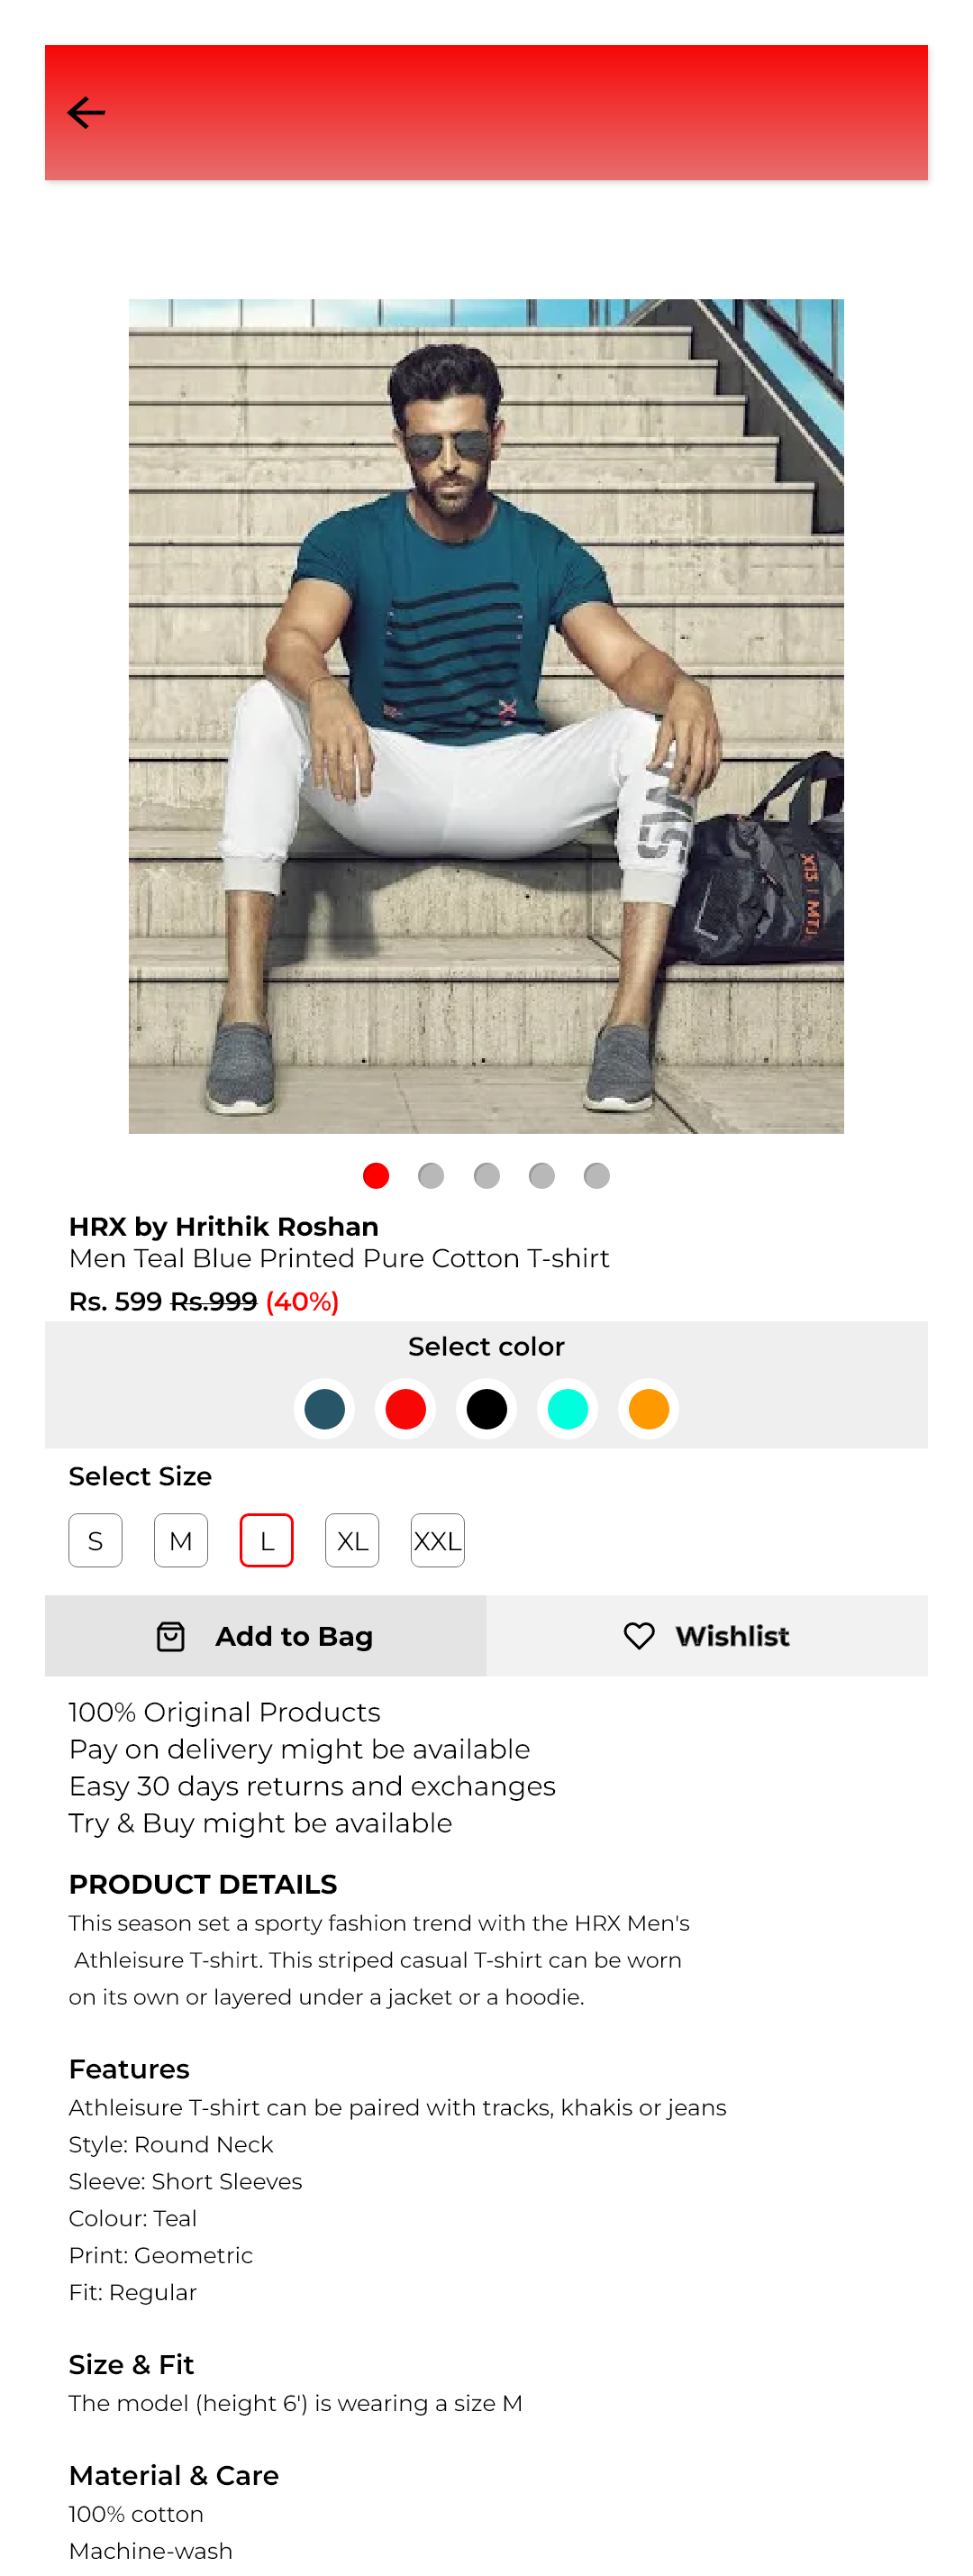 X13 | MTJ
HRX by Hrithik Roshan
Men Teal Blue Printed Pure Cotton T-shirt
Rs. 599 Rs.999 (40%)
Select color
Select Size
S M L XL XXL
Add to Bag Wishlist
100% Original Products
Pay on delivery might be available
Easy 30 days returns and exchanges
Try & Buy might be available
PRODUCT DETAILS
This season set a sporty fashion trend with the HRX Men's
Athleisure T-shirt. This striped casual T-shirt can be worn
on its own or layered under a jacket or a hoodie.
Features
Athleisure T-shirt can be paired with tracks, khakis or jeans
Style: Round Neck
Sleeve: Short Sleeves
Colour: Teal
Print: Geometric
Fit: Regular
Size & Fit
The model (height 6') is wearing a size M
Material & Care
100% cotton
Machine-wash